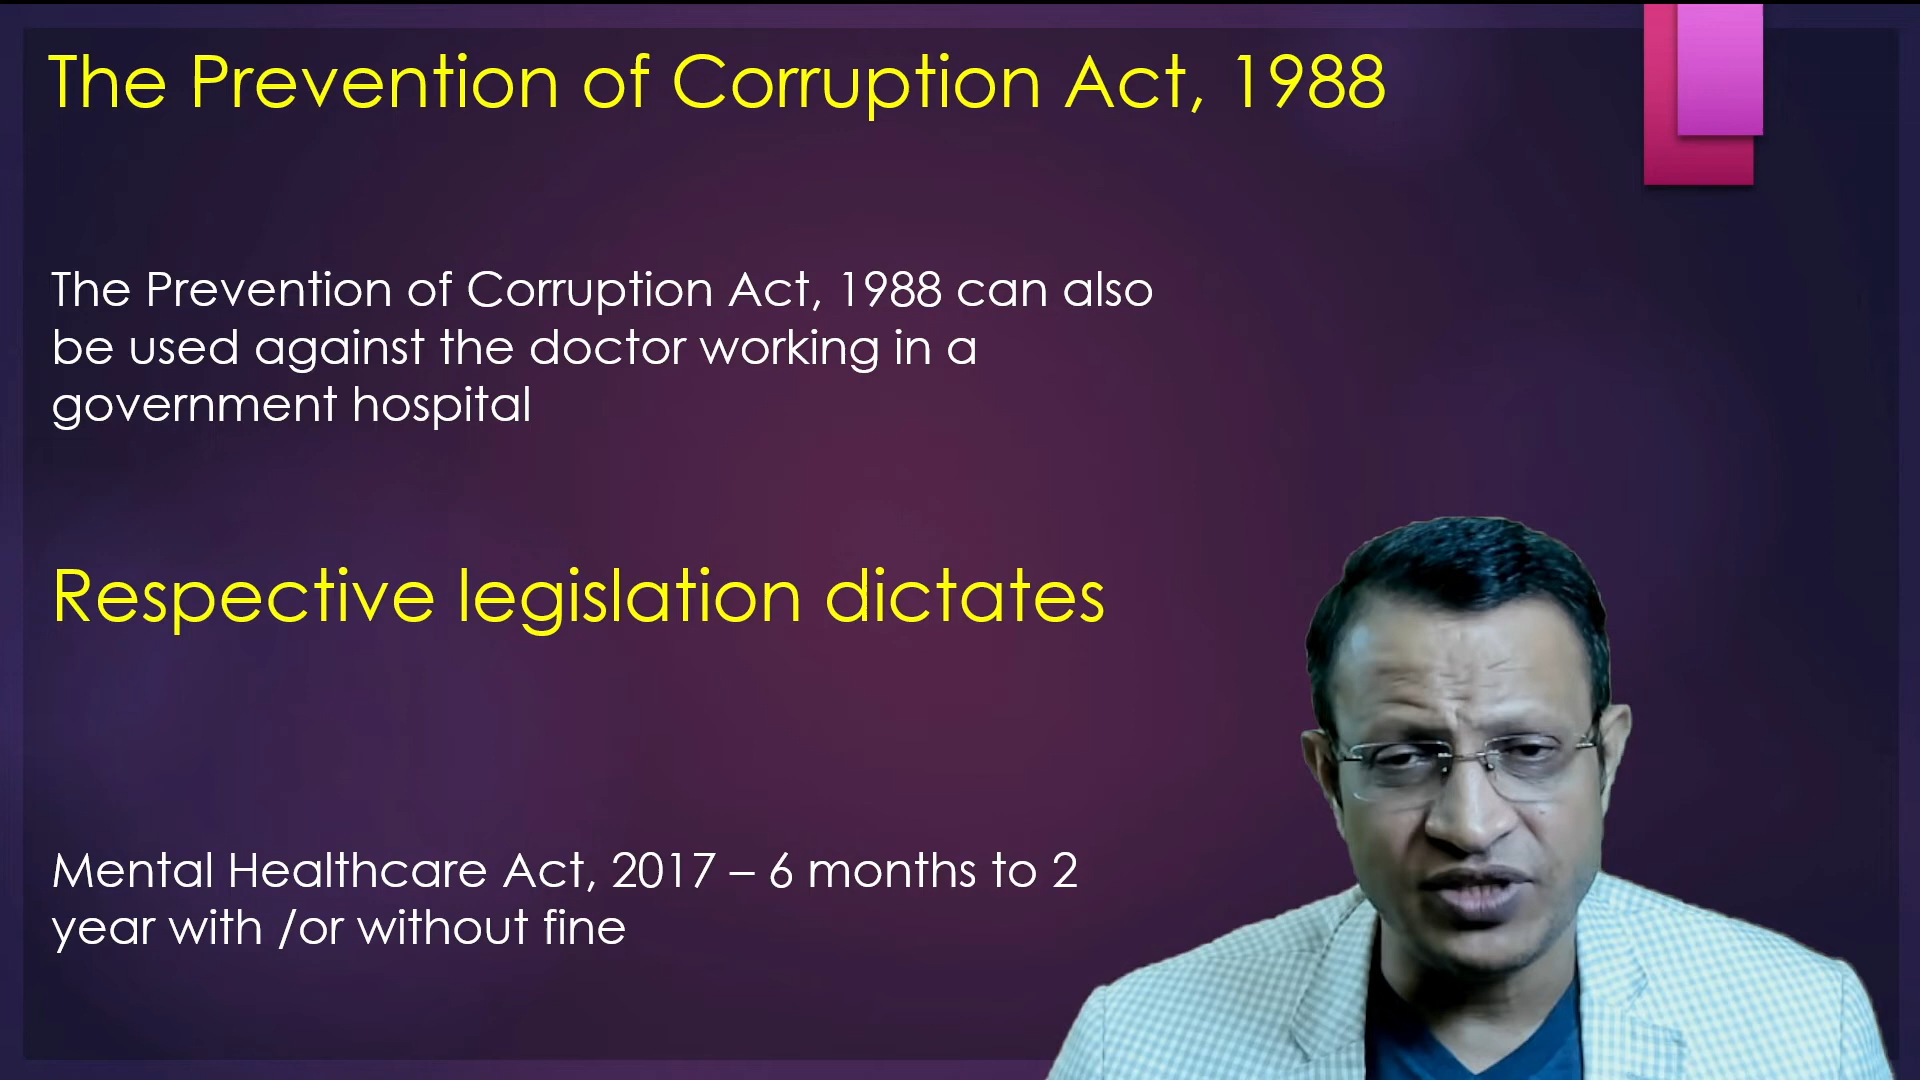 The Prevention of Corruption Act, 1988
The Prevention of Corruption Act, 1988 can also
be used against the doctor working in a
government hospital
Respective legislation dictates
Mental Healthcare Act, 2017 – 6 months to 2
year with /or without fine